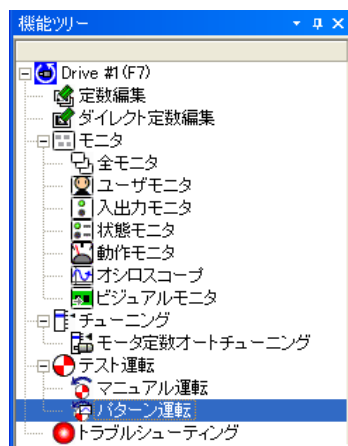 機能ツリー
Drive #1(F7)
定数編集
ダイレクト定数編集
モニタ
全モニタ
ユーザモニタ
入出力モニタ
状態モニタ
動作モニタ
オシロスコープ
ビジュアルモニタ
チューニング
モータ定数オートチューニング
テスト運転
マニュアル運転
パターン運転
トラブルシューティング